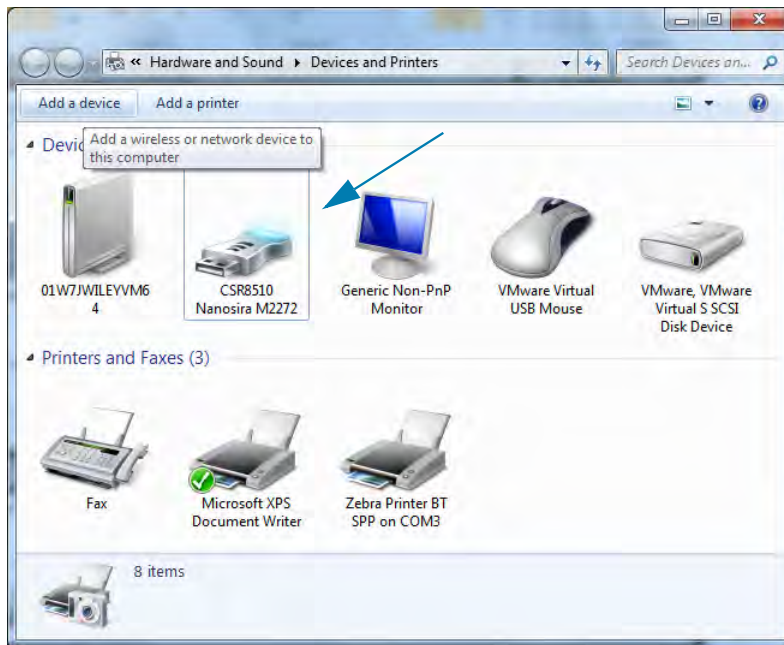 « Hardware and Sound ▸ Devices and Printers
Search Devices an...
Add a device
Add a printer
Devic
Add a wireless or network device to
this computer
01W7JWILEYVM6
4
CSR8510
Nanosira M2272
Generic Non-PnP
Monitor
VMware Virtual
USB Mouse
VMware, VMware
Virtual S SCSI
Disk Device
Printers and Faxes (3)
Fax
Microsoft XPS
Document Writer
Zebra Printer BT
SPP on COM3
8 items